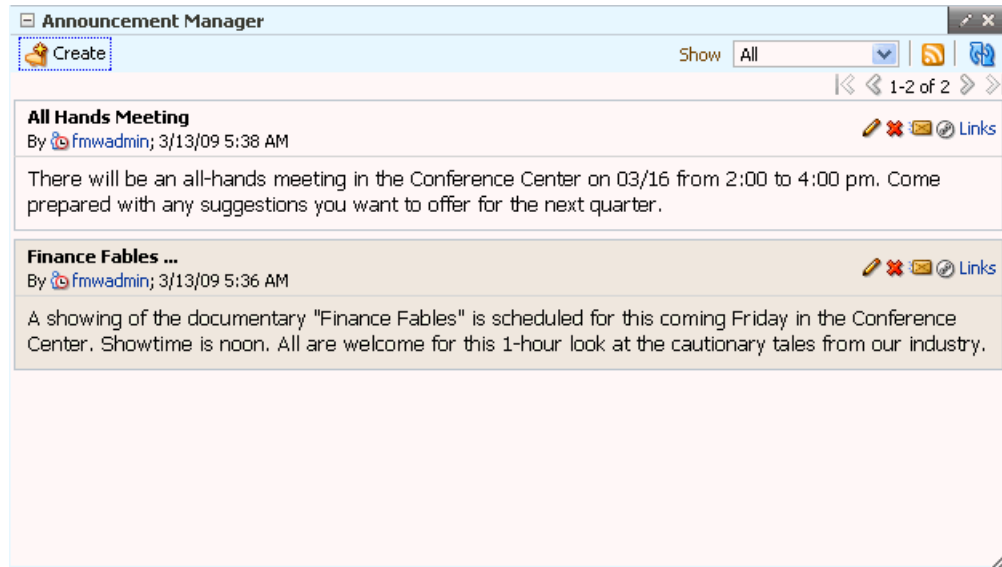 Announcement Manager
Create
Show All
1-2 of 2
All Hands Meeting
By fmwadmin; 3/13/09 5:38 AM
Links
There will be an all-hands meeting in the Conference Center on 03/16 from 2:00 to 4:00 pm. Come
prepared with any suggestions you want to offer for the next quarter.
Finance Fables ...
By fmwadmin; 3/13/09 5:36 AM
Links
A showing of the documentary "Finance Fables" is scheduled for this coming Friday in the Conference
Center. Showtime is noon. All are welcome for this 1-hour look at the cautionary tales from our industry.